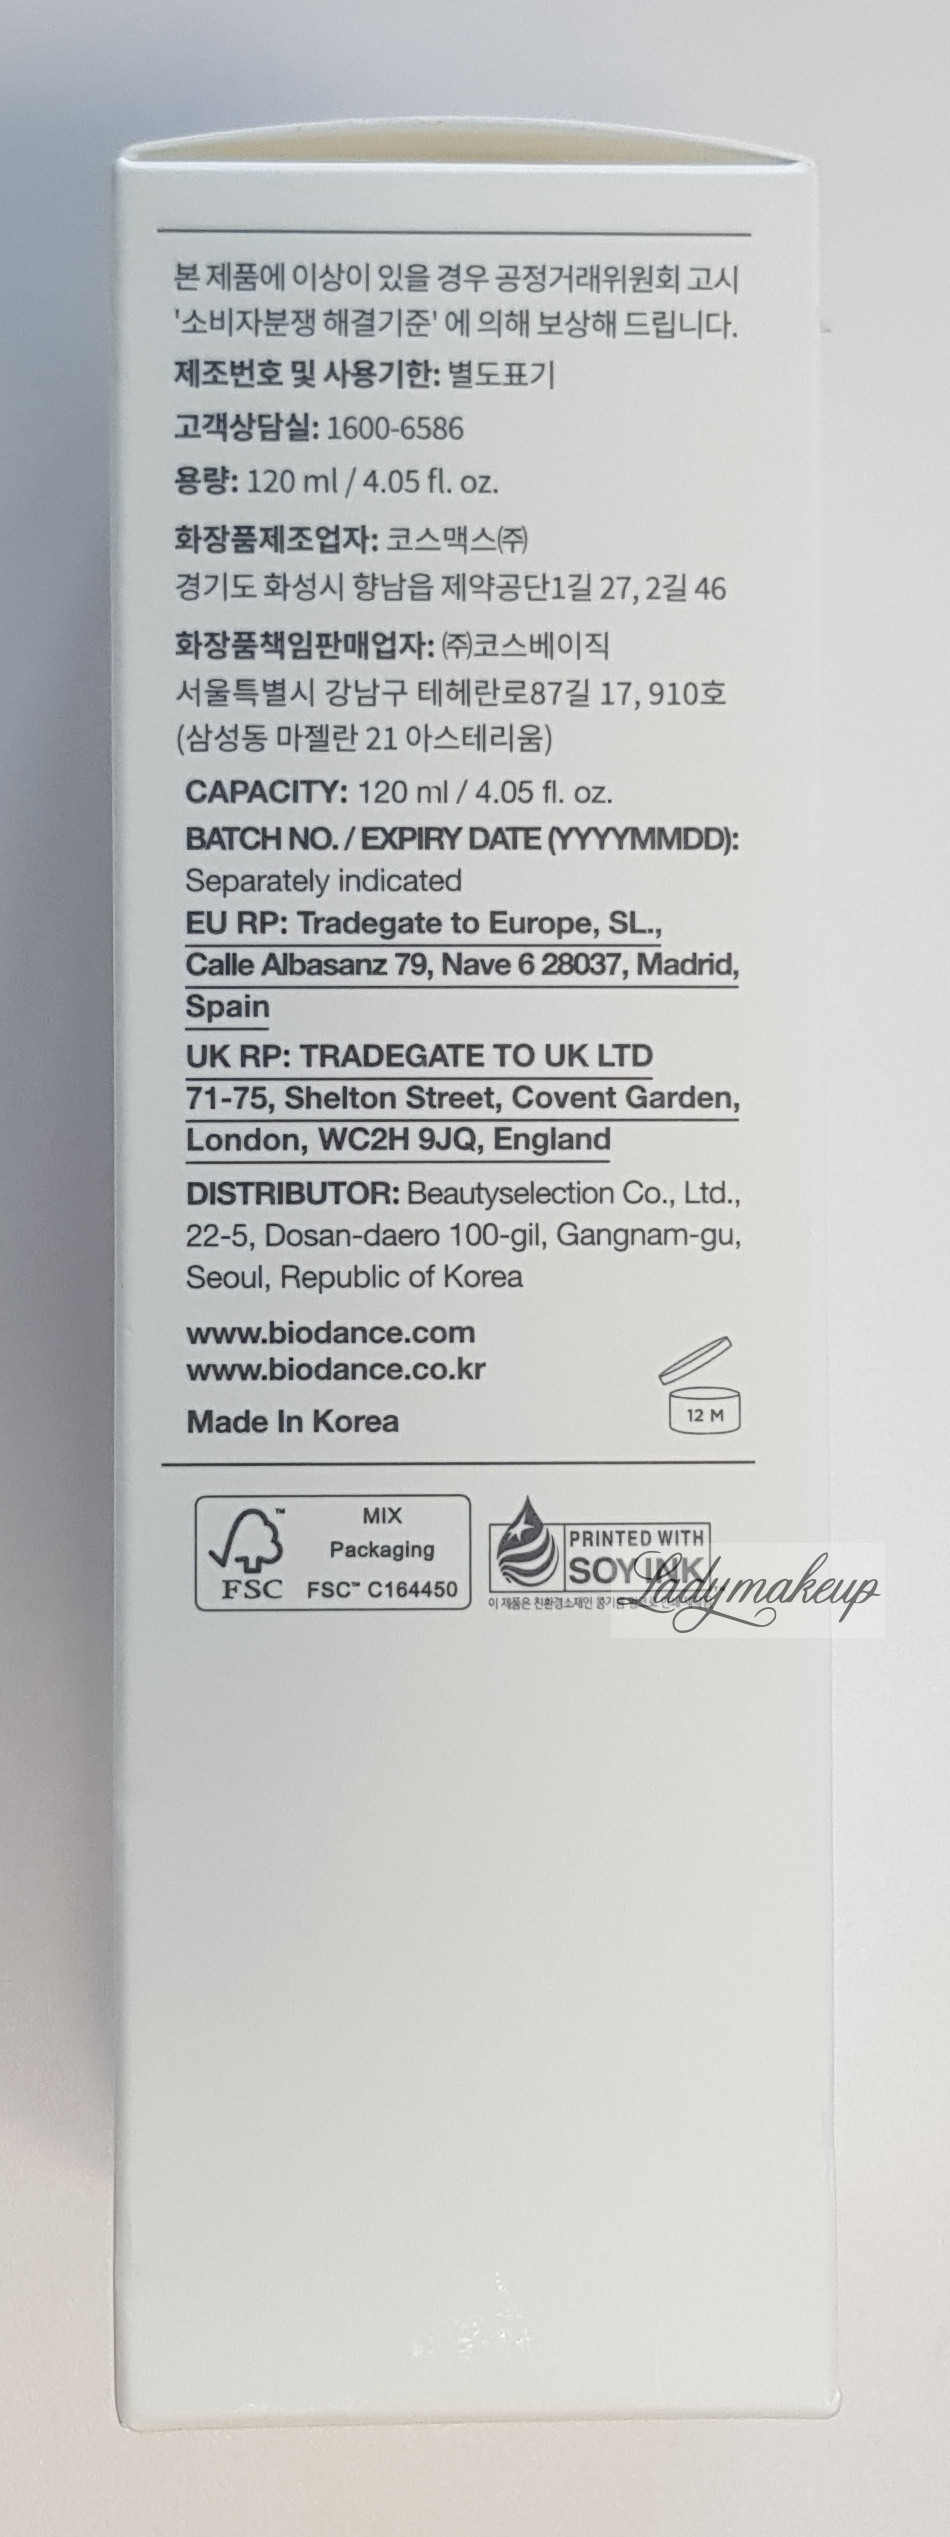 본 제품에 이상이 있을 경우 공정거래위원회 고시
'소비자분쟁 해결기준' 에 의해 보상해 드립니다.
제조번호 및 사용기한: 별도표기
고객상담실: 1600-6586
용량: 120 ml / 4.05 fl. oz.
화장품제조업자: 코스맥스㈜
경기도 화성시 향남읍 제약공단1길 27, 2길 46
화장품책임판매업자: ㈜코스베이직
서울특별시 강남구 테헤란로87길 17, 910호
(삼성동 마젤란 21 아스테리움)
CAPACITY: 120 ml / 4.05 fl. oz.
BATCH NO. / EXPIRY DATE (YYYYMMDD):
Separately indicated
EU RP: Tradegate to Europe, SL.,
Calle Albasanz 79, Nave 6 28037, Madrid,
Spain
UK RP: TRADEGATE TO UK LTD
71-75, Shelton Street, Covent Garden,
London, WC2H 9JQ, England
DISTRIBUTOR: Beautyselection Co., Ltd.,
22-5, Dosan-daero 100-gil, Gangnam-gu,
Seoul, Republic of Korea
www.biodance.com
www.biodance.co.kr
12 M
Made In Korea
FSC™
MIX
Packaging
FSC™ C164450
PRINTED WITH
SOY INK
이 제품은 친환경소재인
Ladymakeup